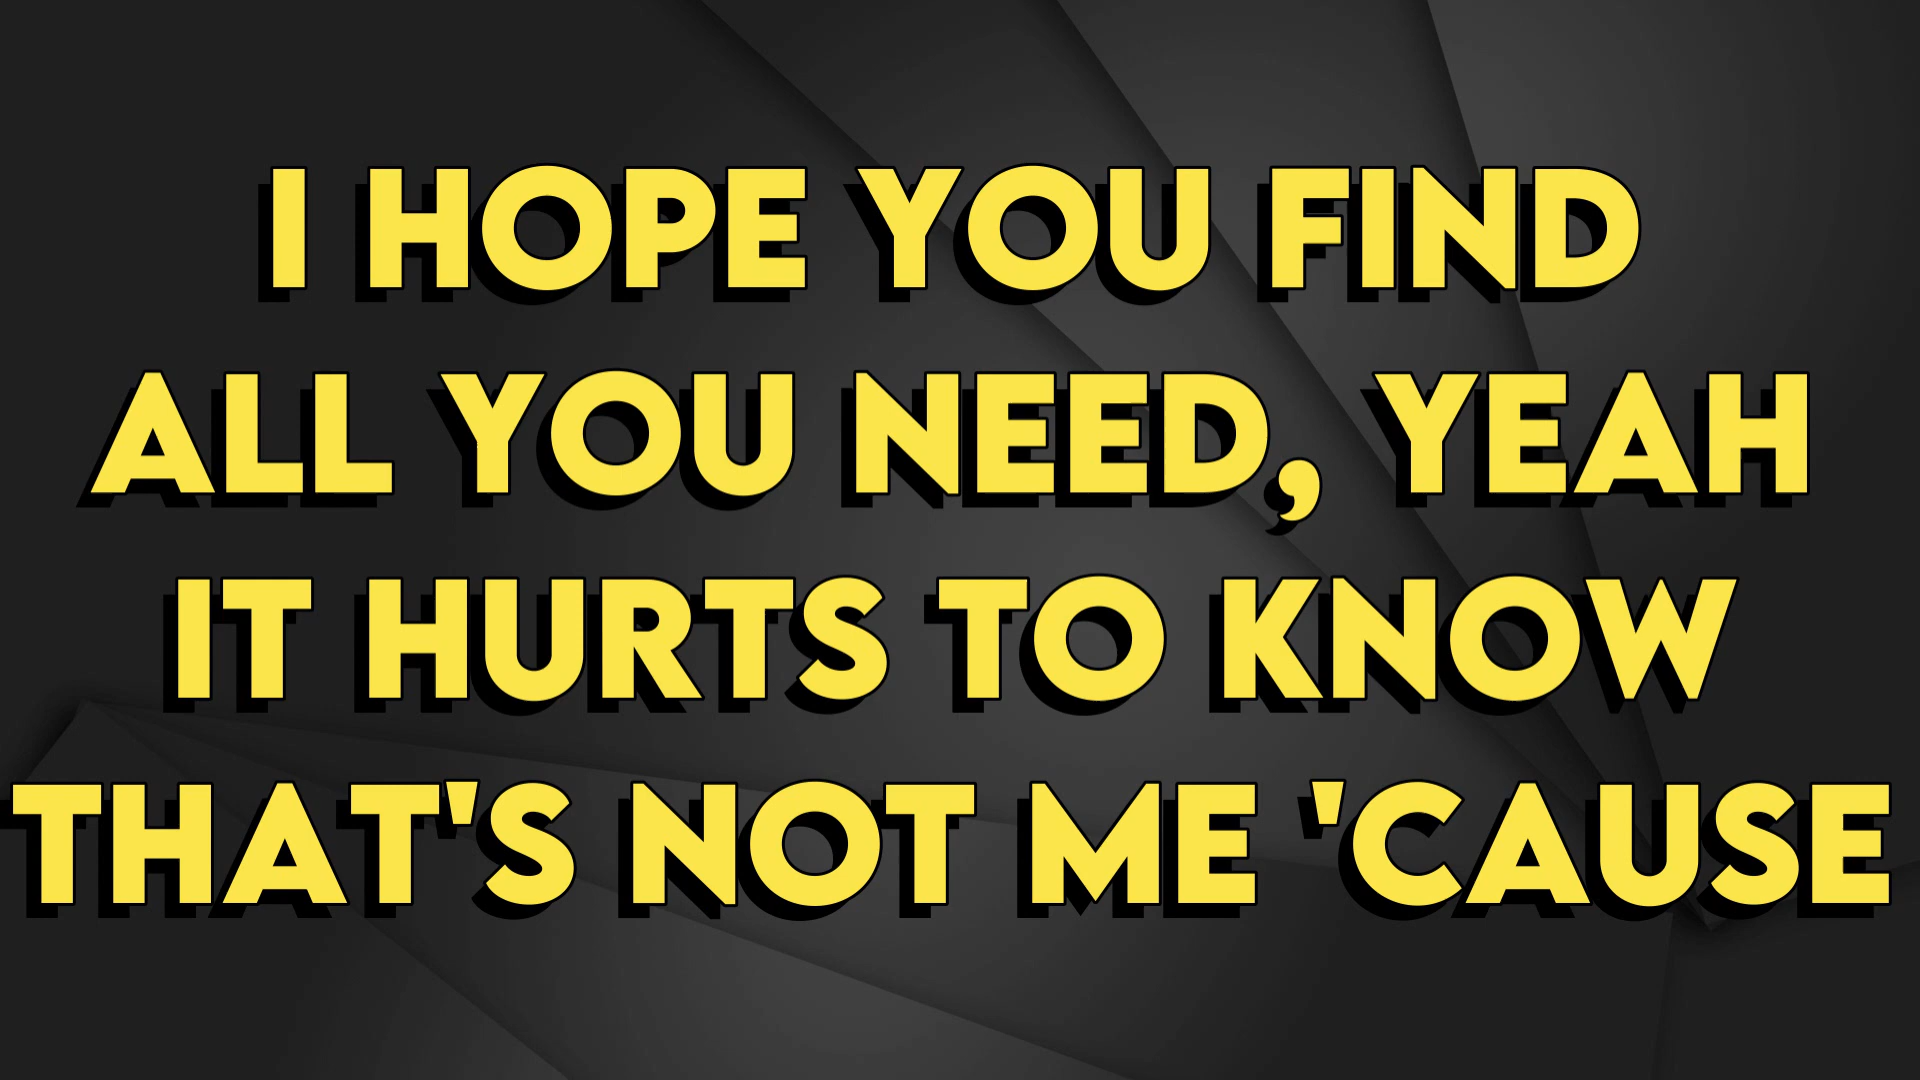 I HOPE YOU FIND
ALL YOU NEED, YEAH
IT HURTS TO KNOW
THAT'S NOT ME 'CAUSE